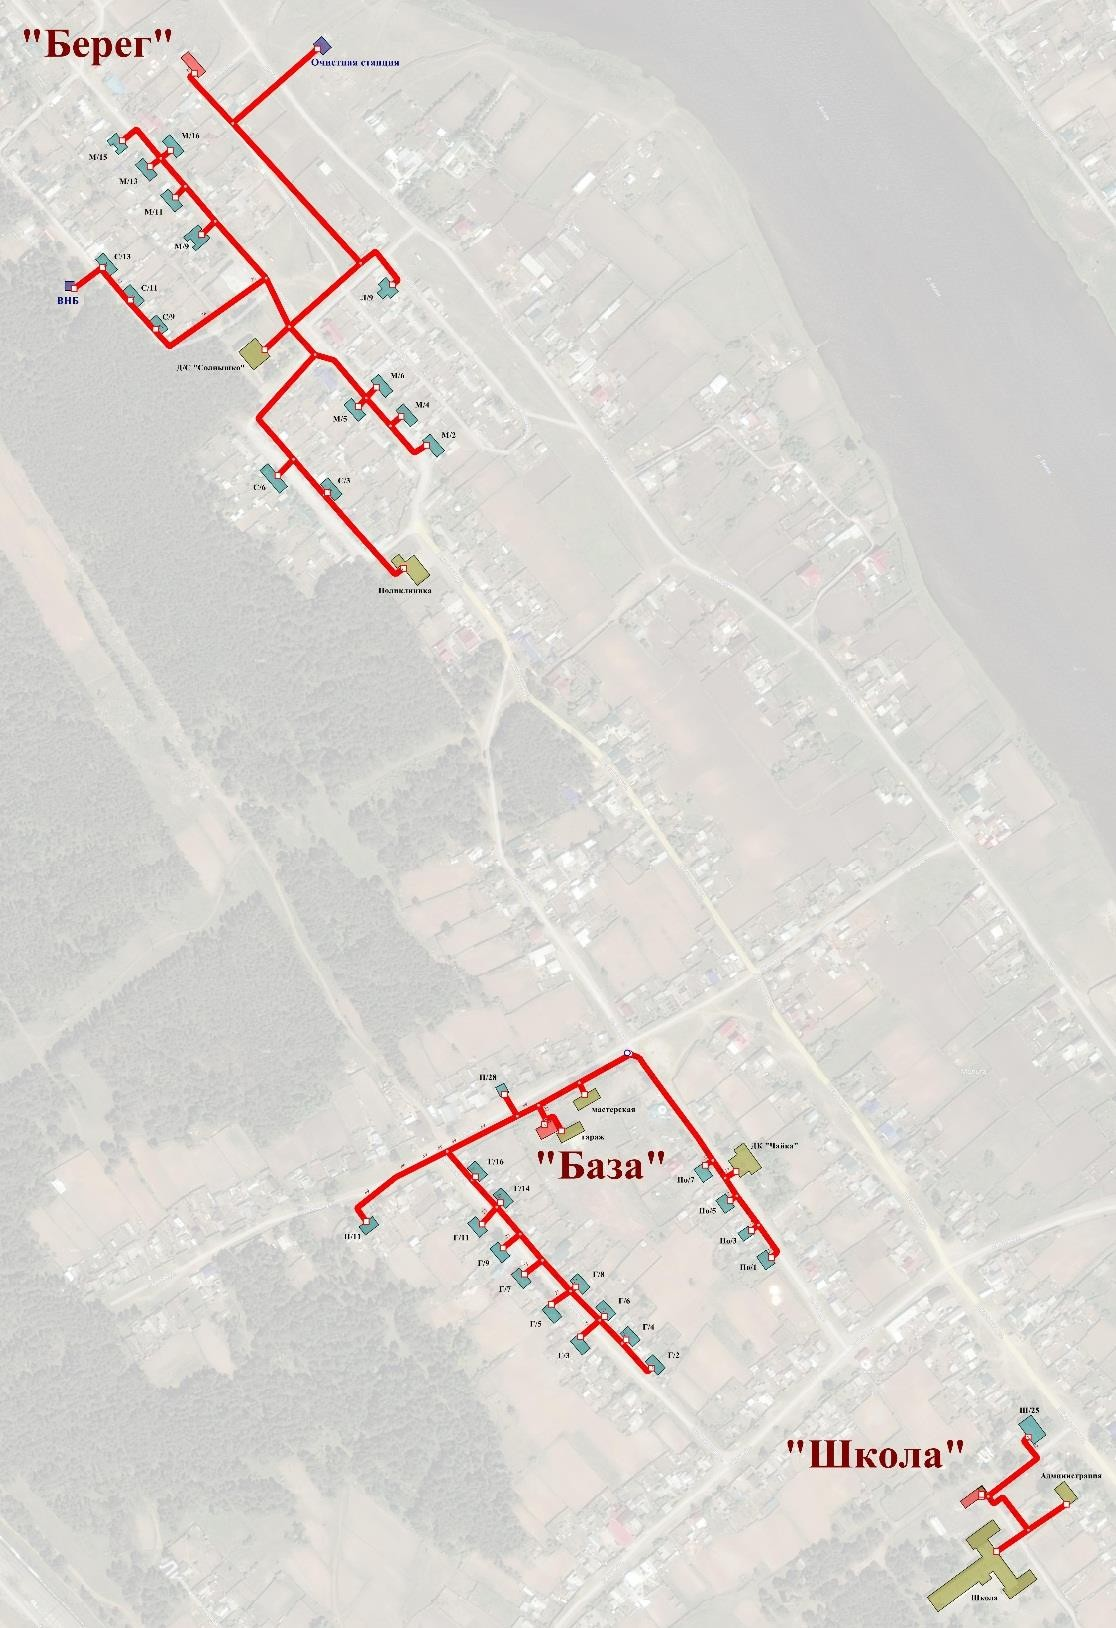 "Берег"
Очистная станция
М/16
М/15
М/13
М/11
М/9
С/13
ВНБ
С/11
Л/9
С/9
Д/С "Солнышко"
М/6
М/4
М/5
М/2
С/6
С/3
Поликлиника
П/28
мастерская
гараж
"База"
ДК "Чайка"
Г/16
По/7
Г/14
По/5
П/11
Г/11
По/3
Г/9
По/1
Г/8
Г/7
Г/6
Г/5
Г/4
Г/3
Г/2
Ш/25
"Школа"
Администрация
Школа